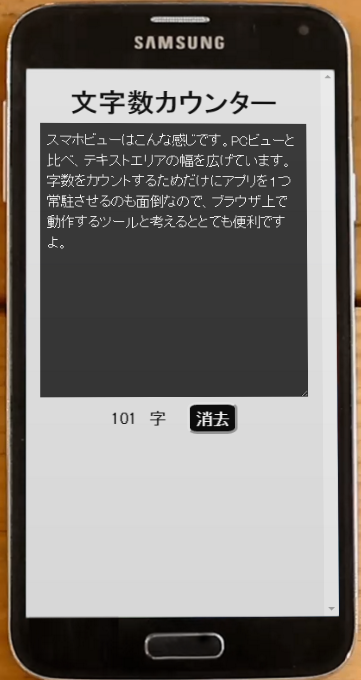 SAMSUNG
文字数カウンター
スマホビューはこんな感じです。PCビューと
比べ、テキストエリアの幅を広げています。
字数をカウントするためだけにアプリを1つ
常駐させるのも面倒なので、ブラウザ上で
動作するツールと考えるととても便利です
よ。
101 字 消去